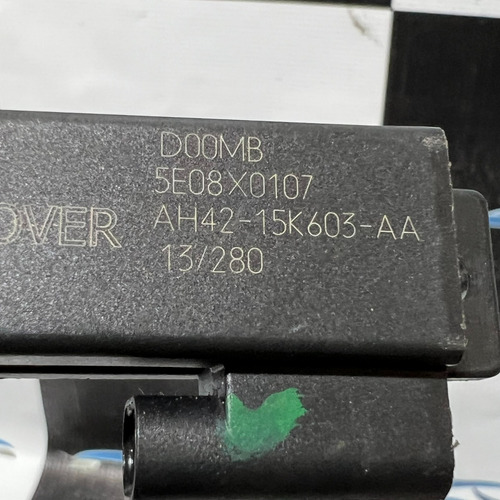 D00MB
5E08X0107
OVER AH42-15K603-AA
13/280